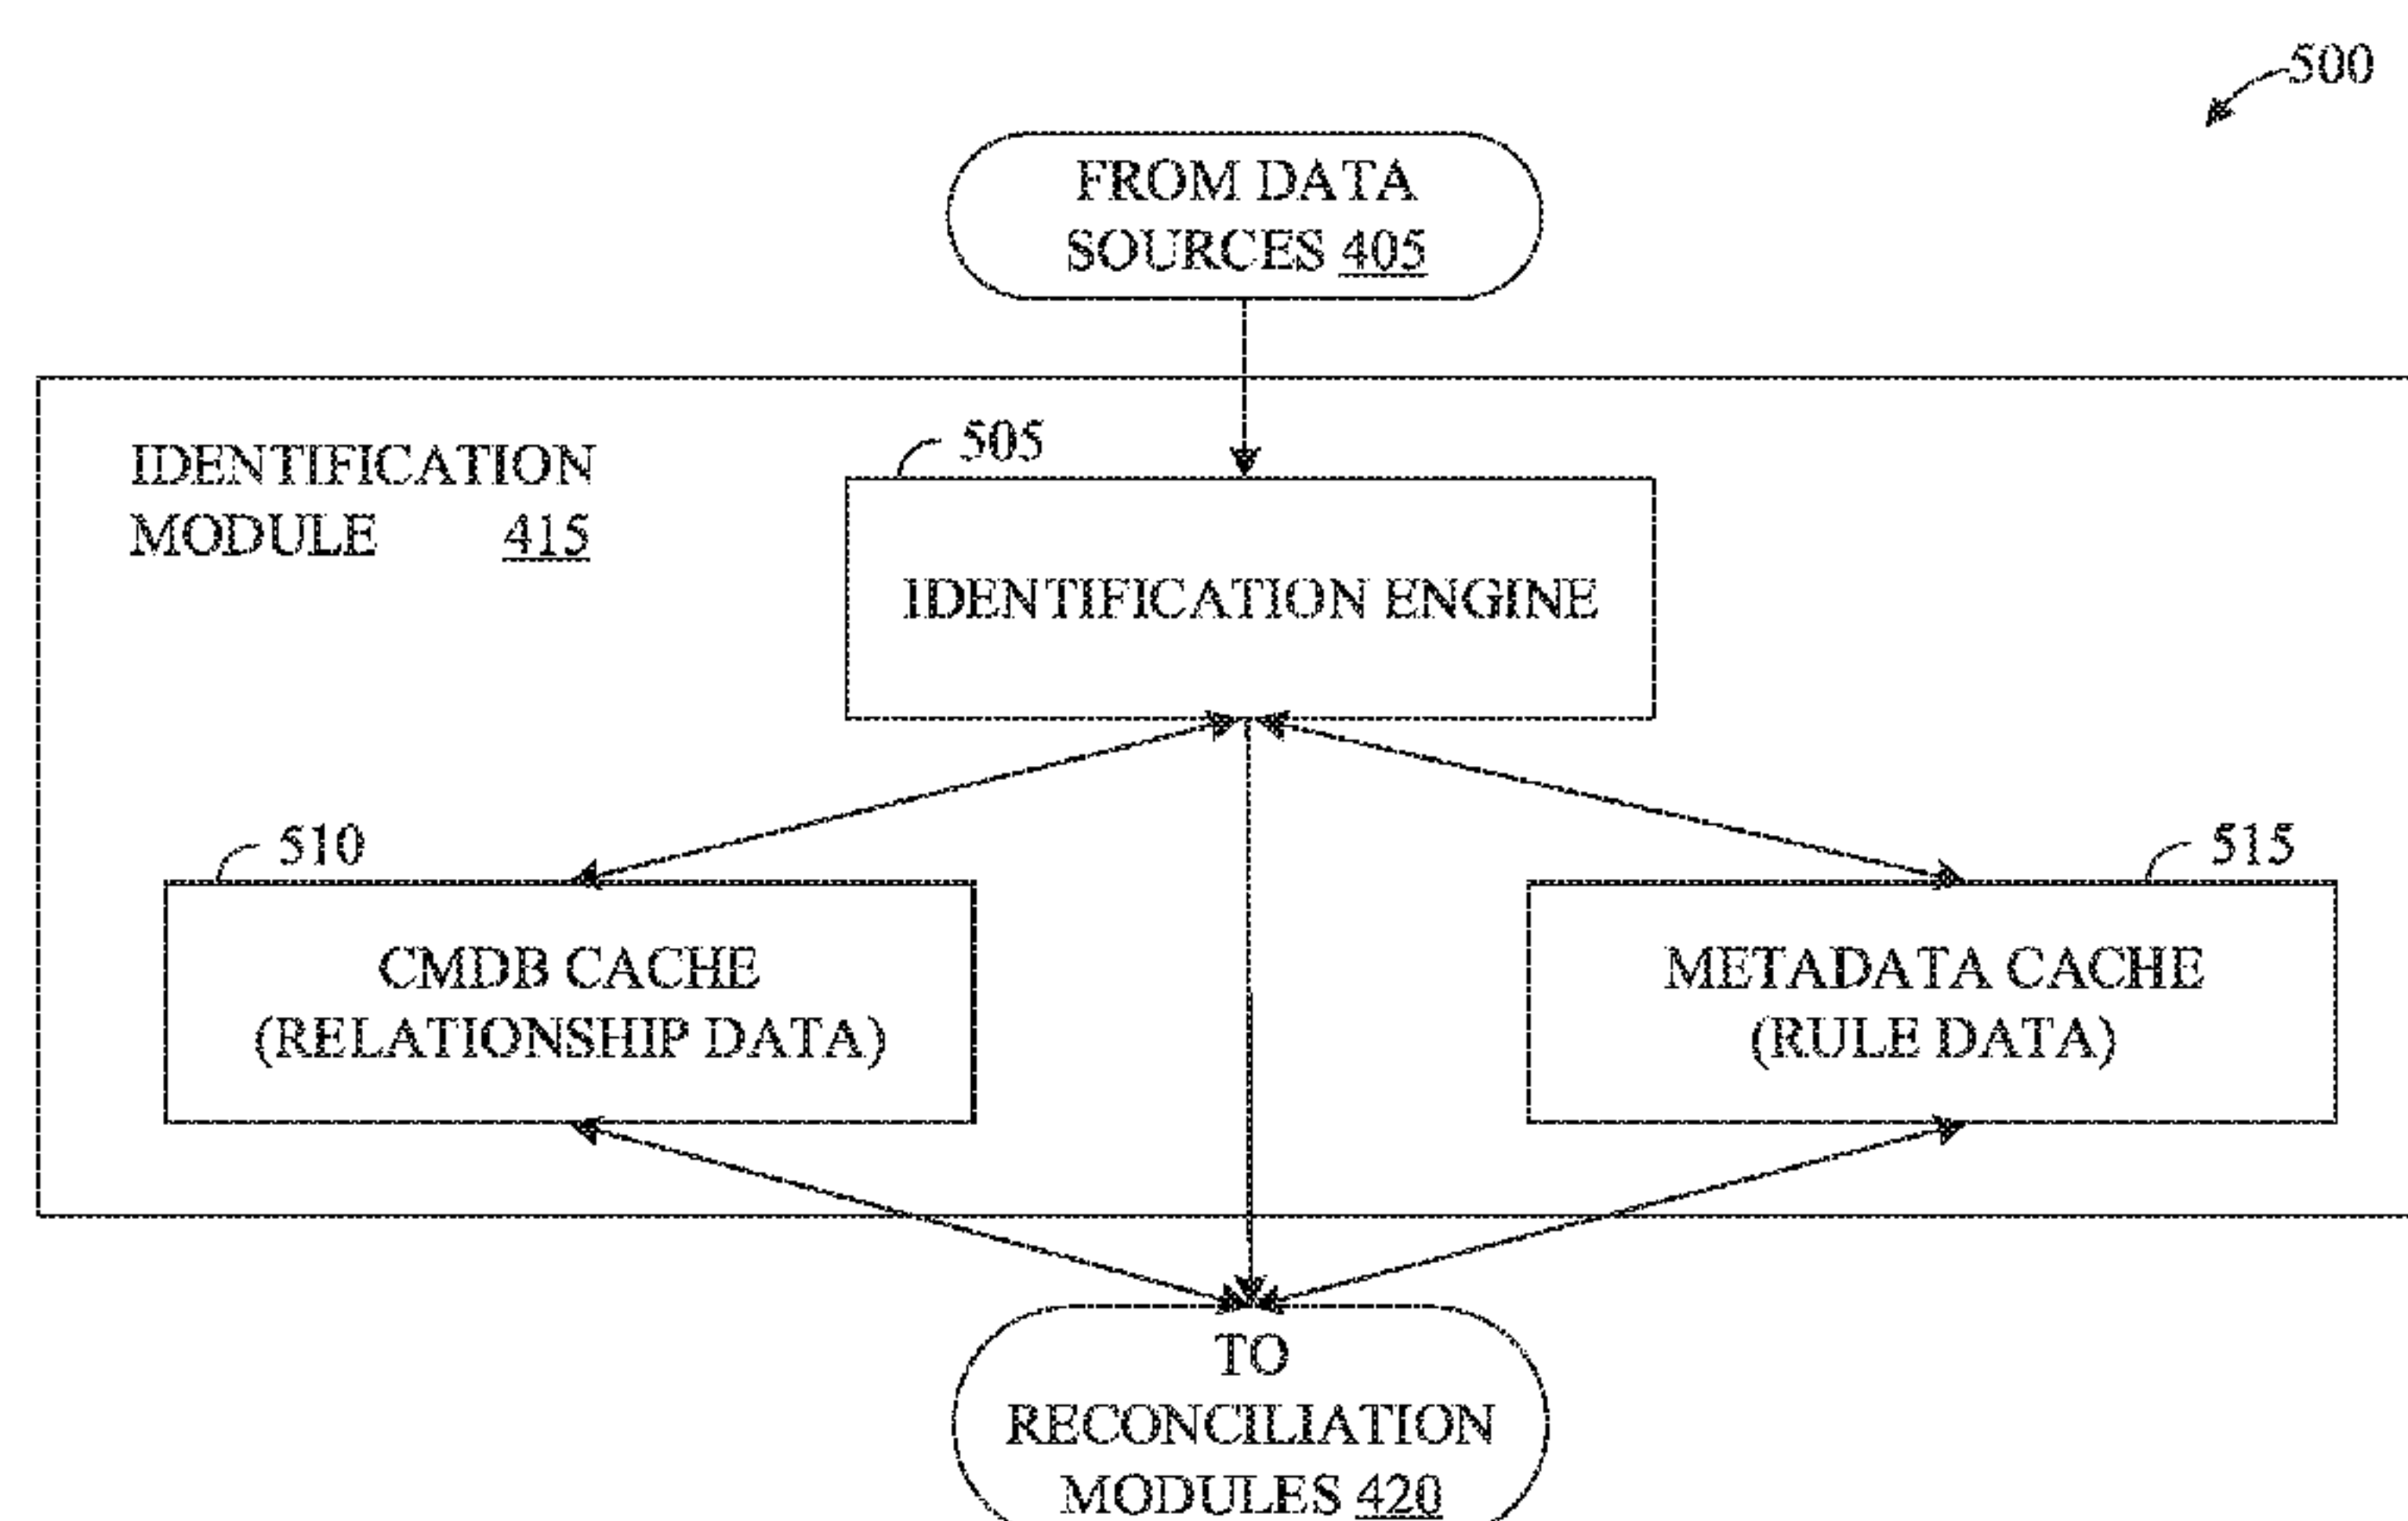 500
FROM DATA
SOURCES 405
IDENTIFICATION
MODULE 415
505
IDENTIFICATION ENGINE
510
CMDB CACHE
(RELATIONSHIP DATA)
515
METADATA CACHE
(RULE DATA)
TO
RECONCILIATION
MODULES 420